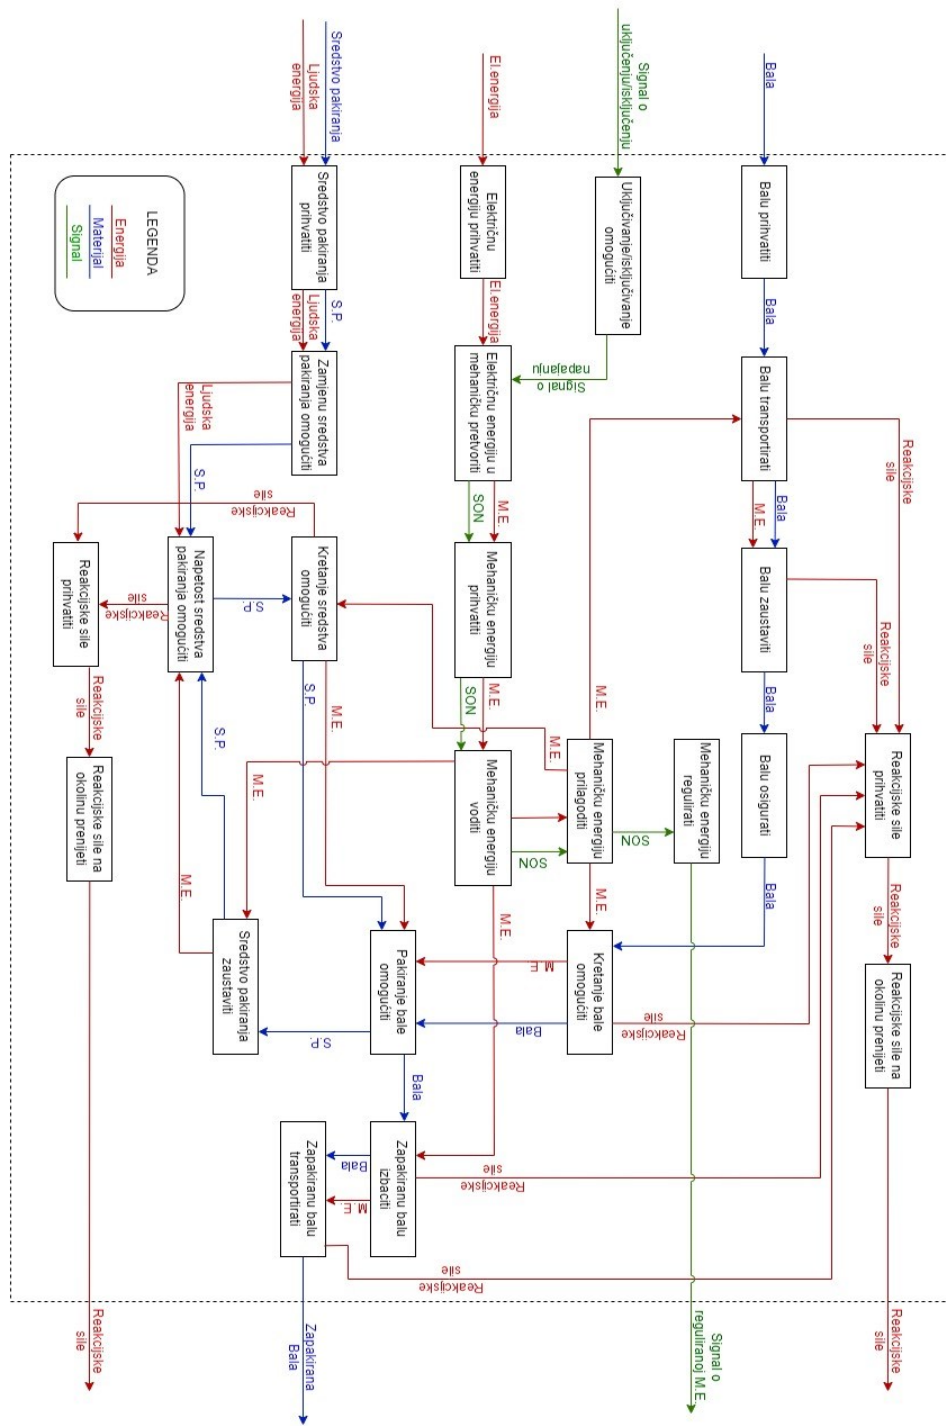 Reakcijske
sile
Reakcijske
sile
Reakcijske sile
prihvatiti
Reakcijske
sile
Reakcijske sile na
okolinu prenijeti
Reakcijske
sile
Bala
Balu prihvatiti
Bala
Balu transportirati
Bala
M.E.
Balu zaustaviti
Bala
Balu osigurati
Bala
Mehaničku energiju
regulirati
Signal o
reguliranoj M.E.
Signal o
uključenju/isključenju
Uključivanje/isključivanje
omogućiti
Signal o
napajanju
M.E.
M.E.
Mehaničku energiju
prilagoditi
SON
M.E.
Kretanje bale
omogućiti
Reakcijske
sile
El.energija
Električnu
energiju prihvatiti
El.energija
Električnu energiju u
mehaničku pretvoriti
M.E.
SON
Mehaničku energiju
prihvatiti
M.E.
SON
Mehaničku energiju
voditi
SON
M.E.
M.E.
Bala
Reakcijske
sile
Reakcijske
sile
Pakiranje bale
omogućiti
Bala
Zapakiranu balu
izbaciti
Bala
M.E.
Zapakiranu balu
transportirati
Zapakirana
Bala
Sredstvo pakiranja
Ljudska
energija
Sredstvo pakiranja
prihvatiti
S.P.
Ljudska
energija
Zamjenu sredstva
pakiranja omogućiti
Reakcijske
sile
Kretanje sredstva
omogućiti
M.E.
S.P.
S.P.
M.E.
Sredstvo pakiranja
zaustaviti
Ljudska
energija
S.P.
Napetost sredstva
pakiranja omogućiti
S.P.
S.P.
M.E.
Reakcijske
sile
Reakcijske sile
prihvatiti
Reakcijske
sile
Reakcijske sile na
okolinu prenijeti
Reakcijske
sile
LEGENDA
Energija
Materijal
Signal